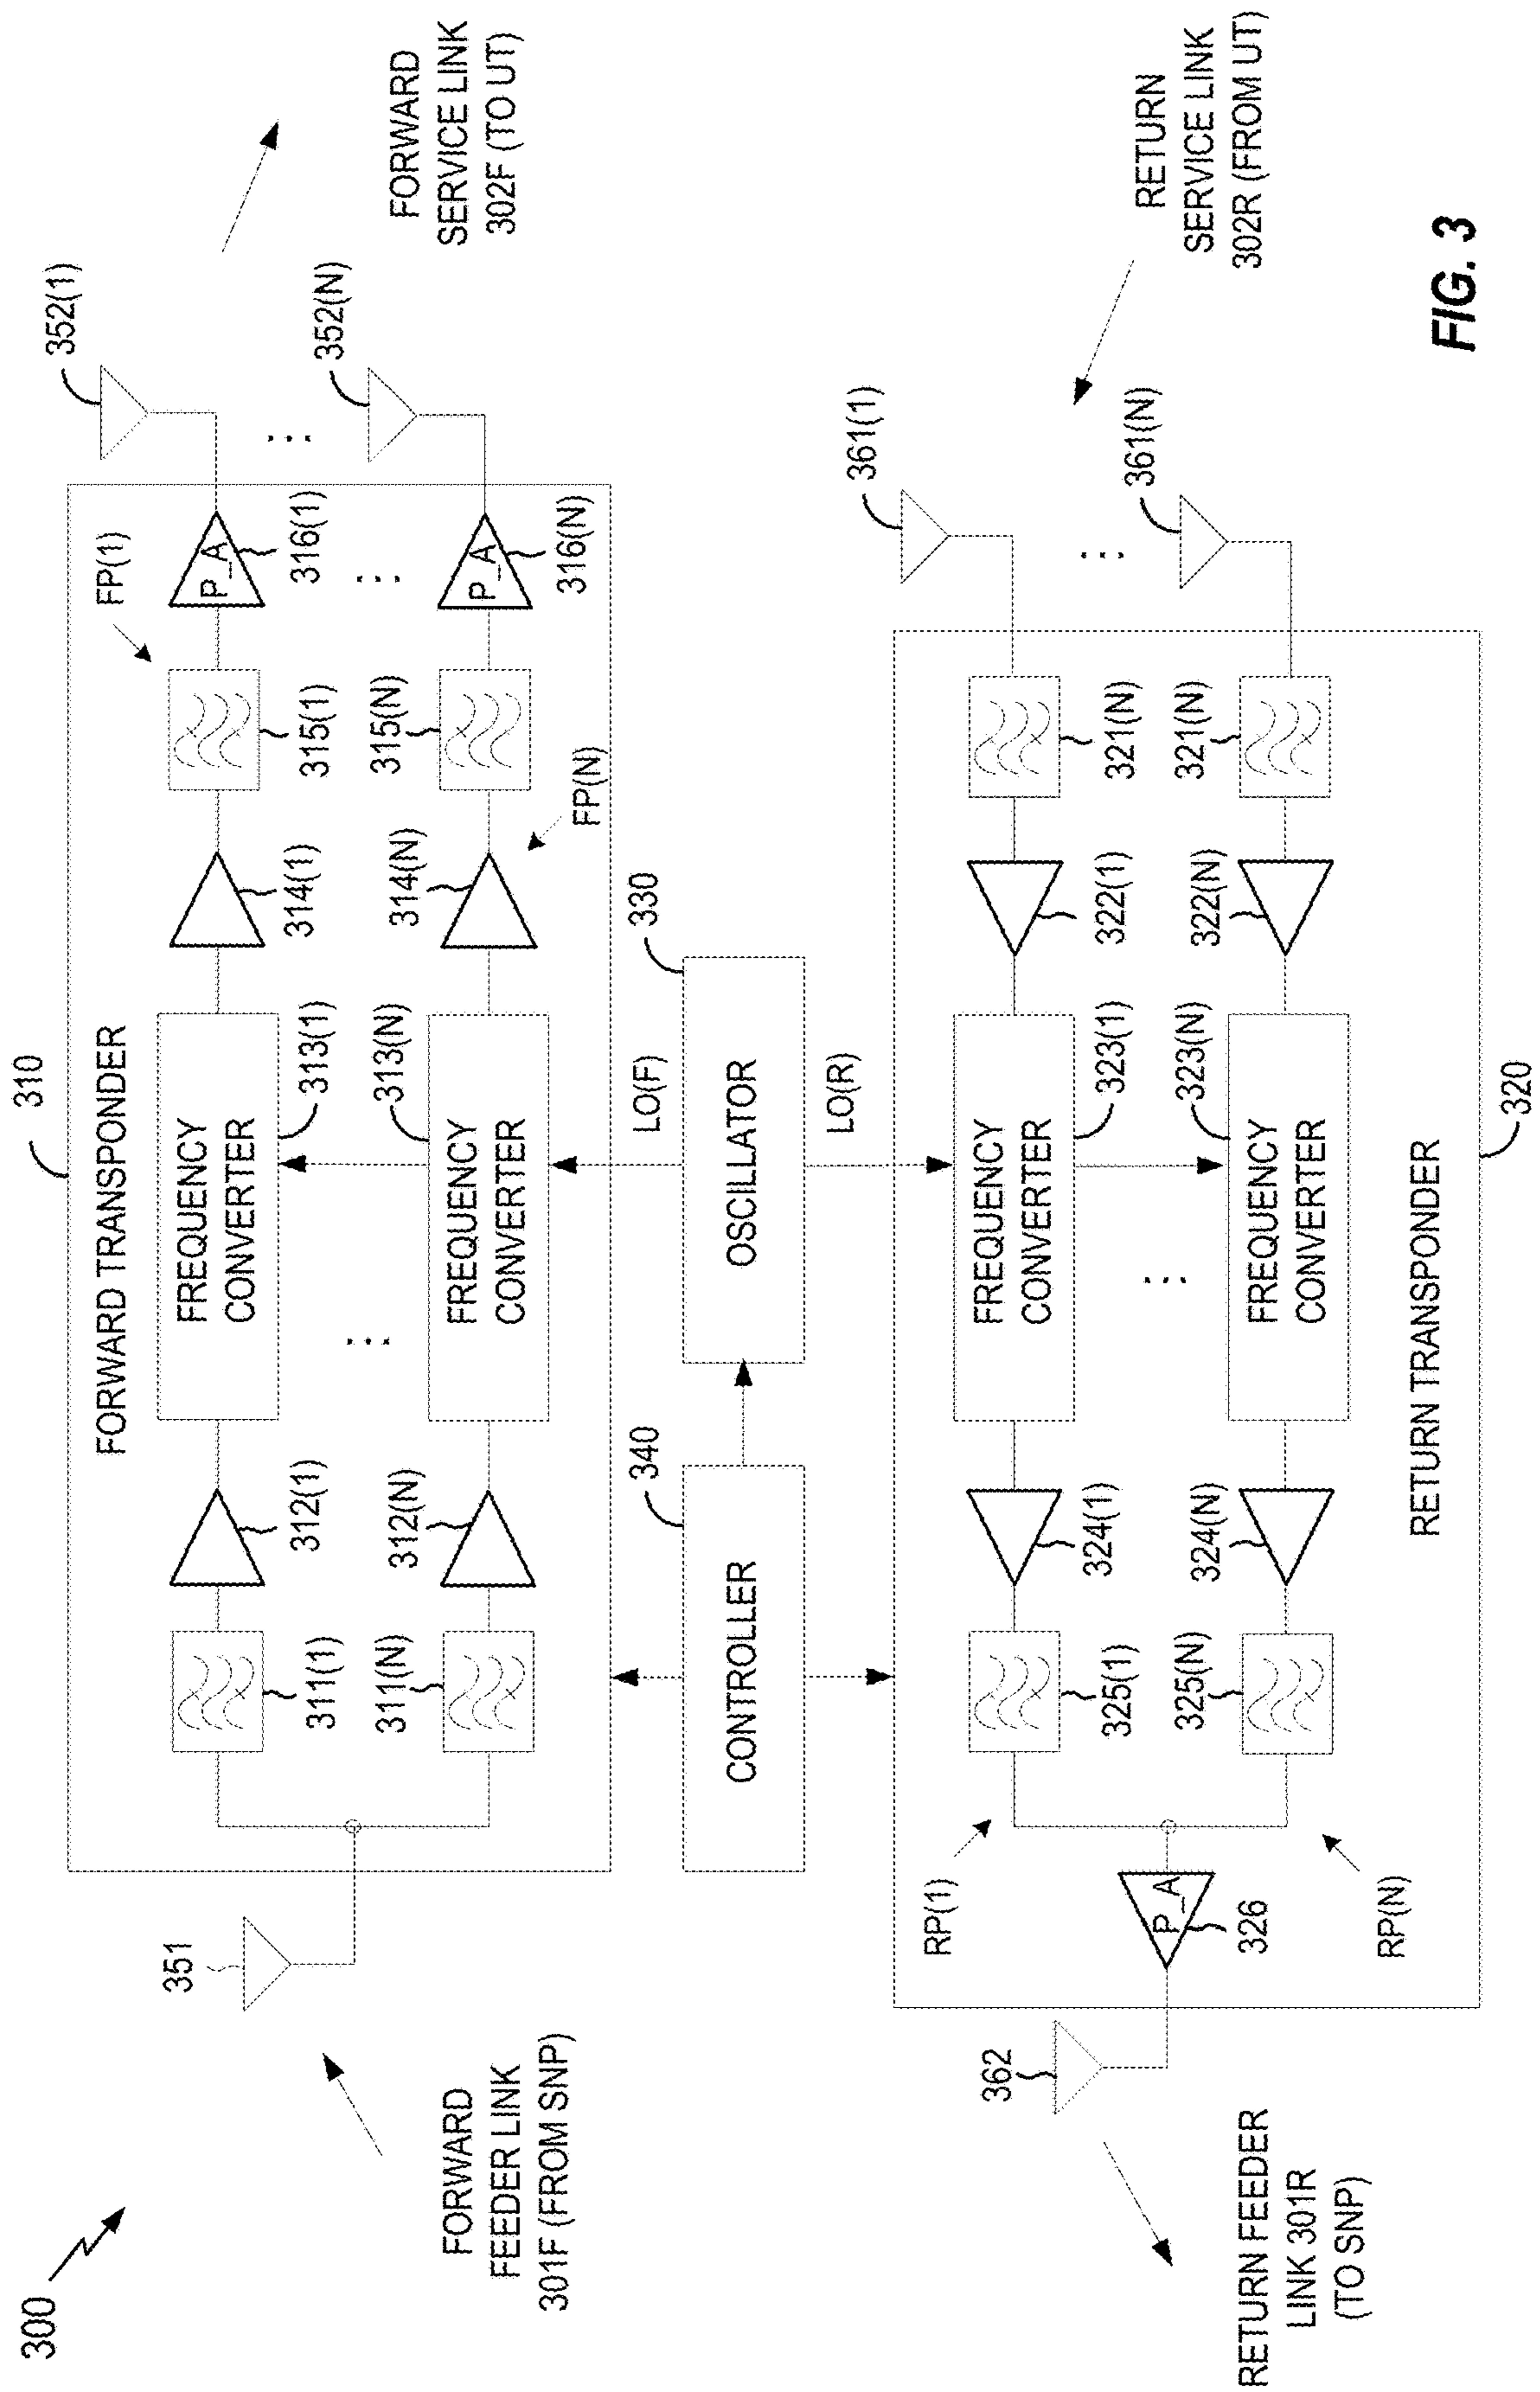 300
310
FORWARD TRANSPONDER
351
311(1)
312(1)
FREQUENCY
CONVERTER
313(1)
314(1)
315(1)
FP(1)
P_A
316(1)
352(1)
311(N)
312(N)
FREQUENCY
CONVERTER
313(N)
314(N)
FP(N)
315(N)
P_A
316(N)
352(N)
FORWARD
FEEDER LINK
301F (FROM SNP)
FORWARD
SERVICE LINK
302F (TO UT)
340
CONTROLLER
330
OSCILLATOR
LO(F)
LO(R)
362
P_A
326
RP(1)
325(1)
324(1)
FREQUENCY
CONVERTER
323(1)
322(1)
321(N)
361(1)
RP(N)
325(N)
324(N)
FREQUENCY
CONVERTER
323(N)
322(N)
321(N)
361(N)
RETURN TRANSPONDER
320
RETURN FEEDER
LINK 301R
(TO SNP)
RETURN
SERVICE LINK
302R (FROM UT)
FIG. 3